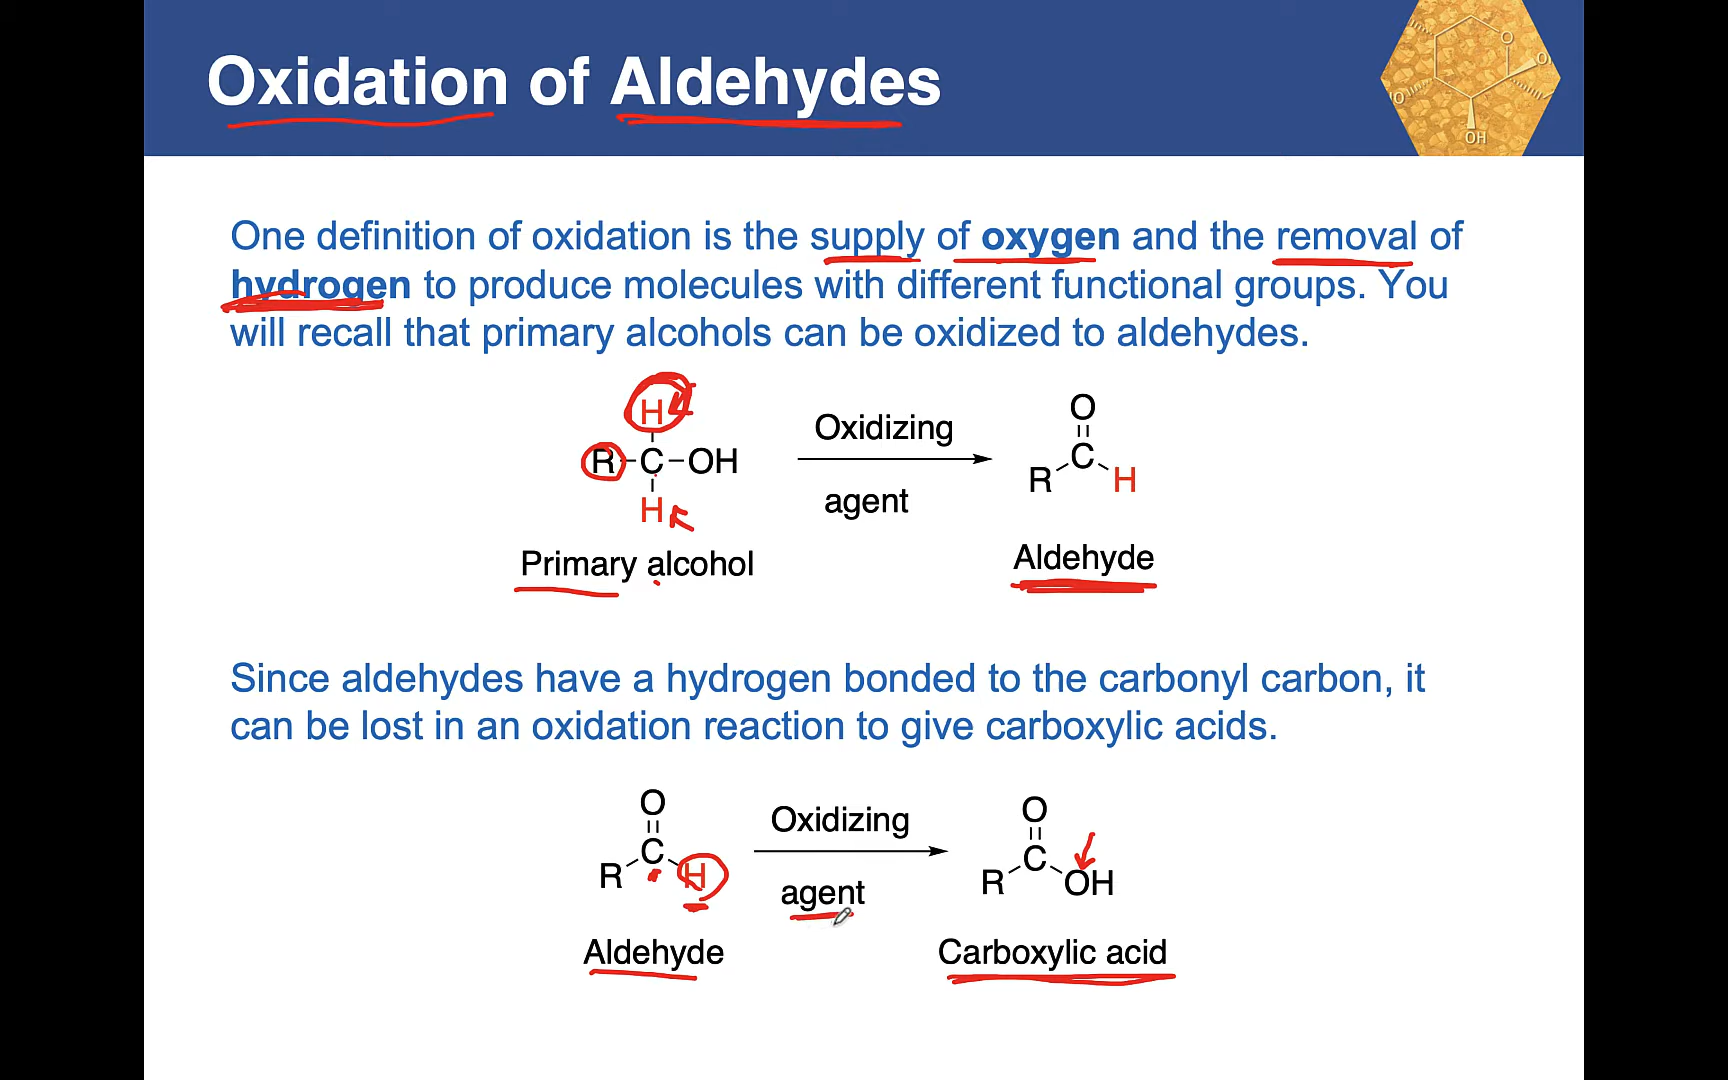 Oxidation of Aldehydes
O
O
O
OH
One definition of oxidation is the supply of oxygen and the removal of
hydrogen to produce molecules with different functional groups. You
will recall that primary alcohols can be oxidized to aldehydes.
H
R-C-OH
H
Primary alcohol
Oxidizing
agent
O
C
R H
Aldehyde
Since aldehydes have a hydrogen bonded to the carbonyl carbon, it
can be lost in an oxidation reaction to give carboxylic acids.
O
C
R H
Aldehyde
Oxidizing
agent
O
C
R OH
Carboxylic acid